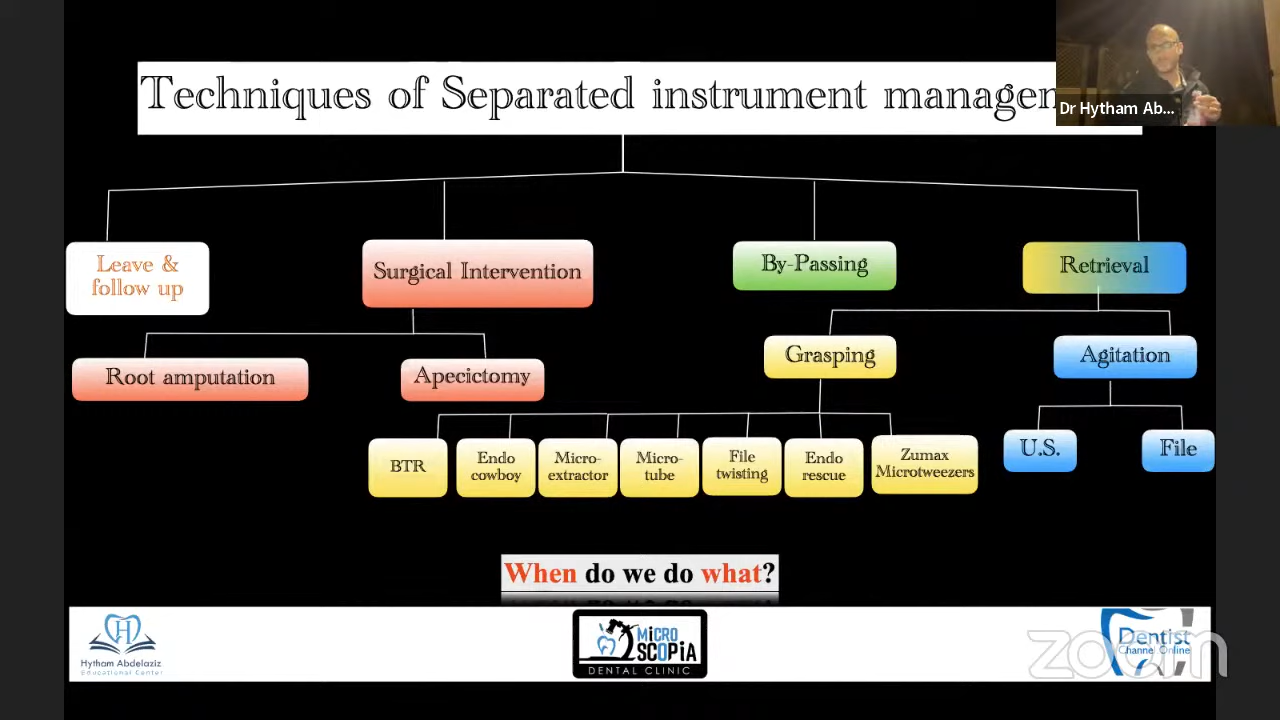 Techniques of Separated instrument managem
Dr Hytham Ab...
Leave &
follow up
Surgical Intervention
By-Passing
Retrieval
Root amputation
Apecictomy
Grasping
Agitation
BTR
Endo
cowboy
Micro-
extractor
Micro-
tube
File
twisting
Endo
rescue
Zumax
Microtweezers
U.S.
File
When do we do what?
Hytham Abdelaziz
Educational Center
MiCRO
SCOPiA
DENTAL CLINIC
Dentist
Channel Online
zoom